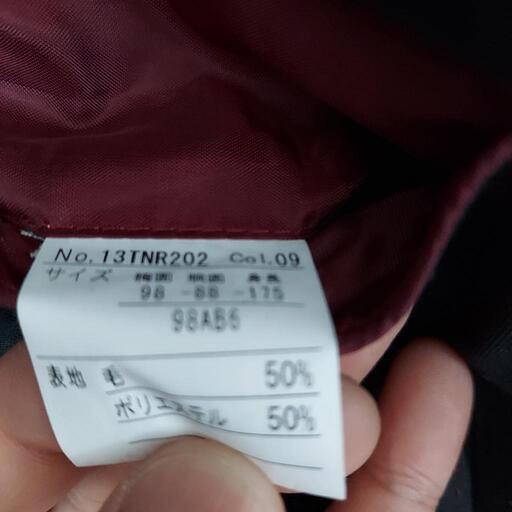 No.13TNR202 Col.09
サイズ 胸囲 胴囲 身長
98 -88 -175
98AB6
表地 毛 50%
ポリエステル 50%